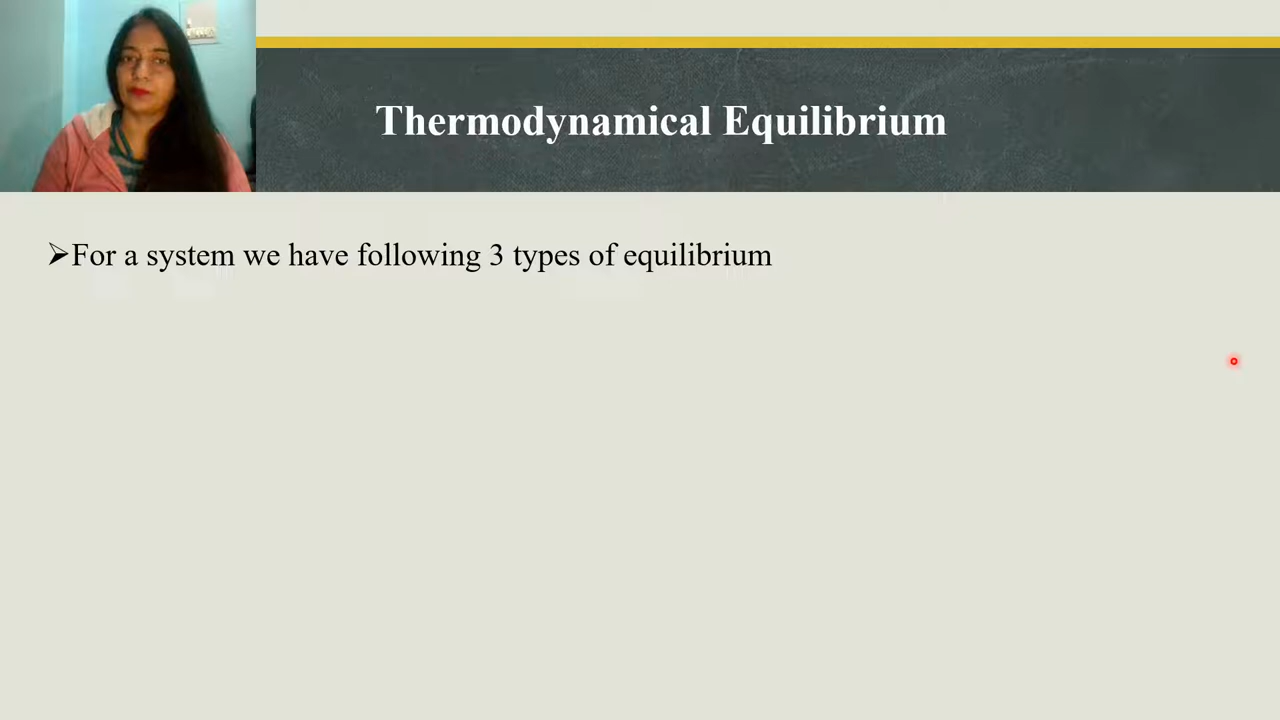 Thermodynamical Equilibrium
➢For a system we have following 3 types of equilibrium